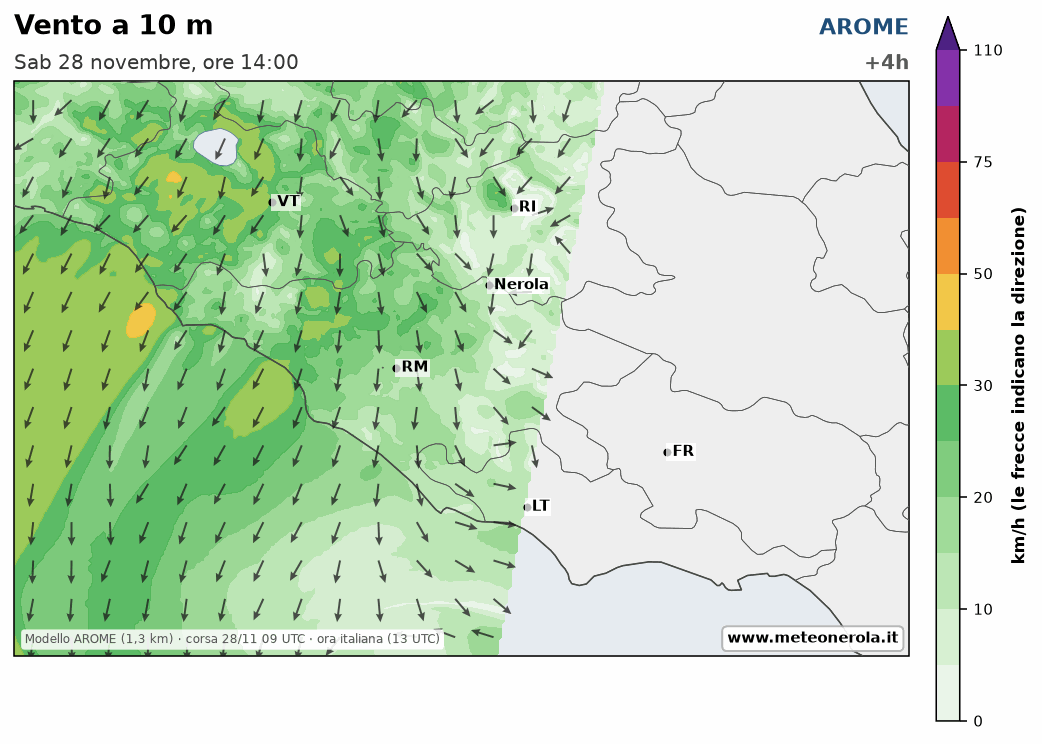 Vento a 10 m
AROME
Sab 28 novembre, ore 14:00
+4h
VT
RI
Nerola
RM
FR
LT
Modello AROME (1,3 km) · corsa 28/11 09 UTC · ora italiana (13 UTC)
www.meteonerola.it
110
75
50
30
20
10
0
km/h (le frecce indicano la direzione)